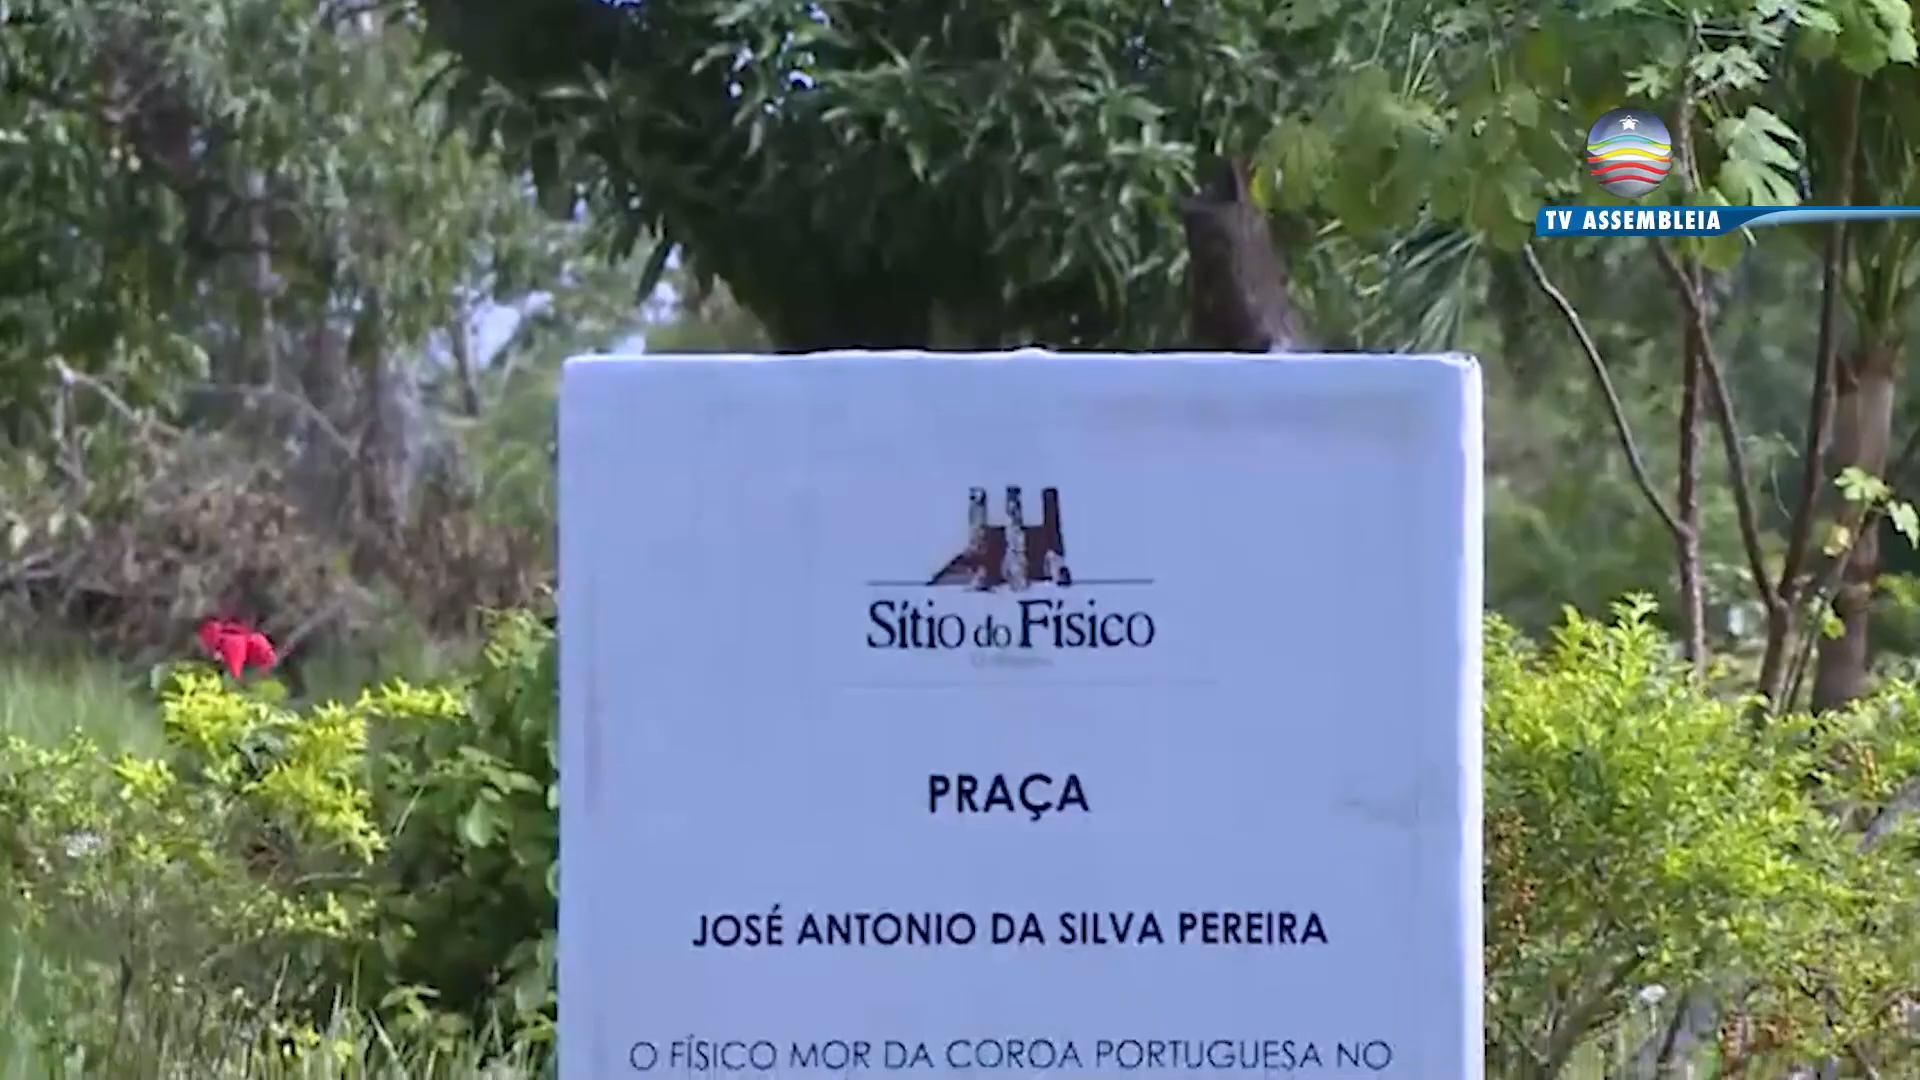 TV ASSEMBLEIA
Sítio do Físico
PRAÇA
JOSÉ ANTONIO DA SILVA PEREIRA
O FÍSICO MOR DA COROA PORTUGUESA NO